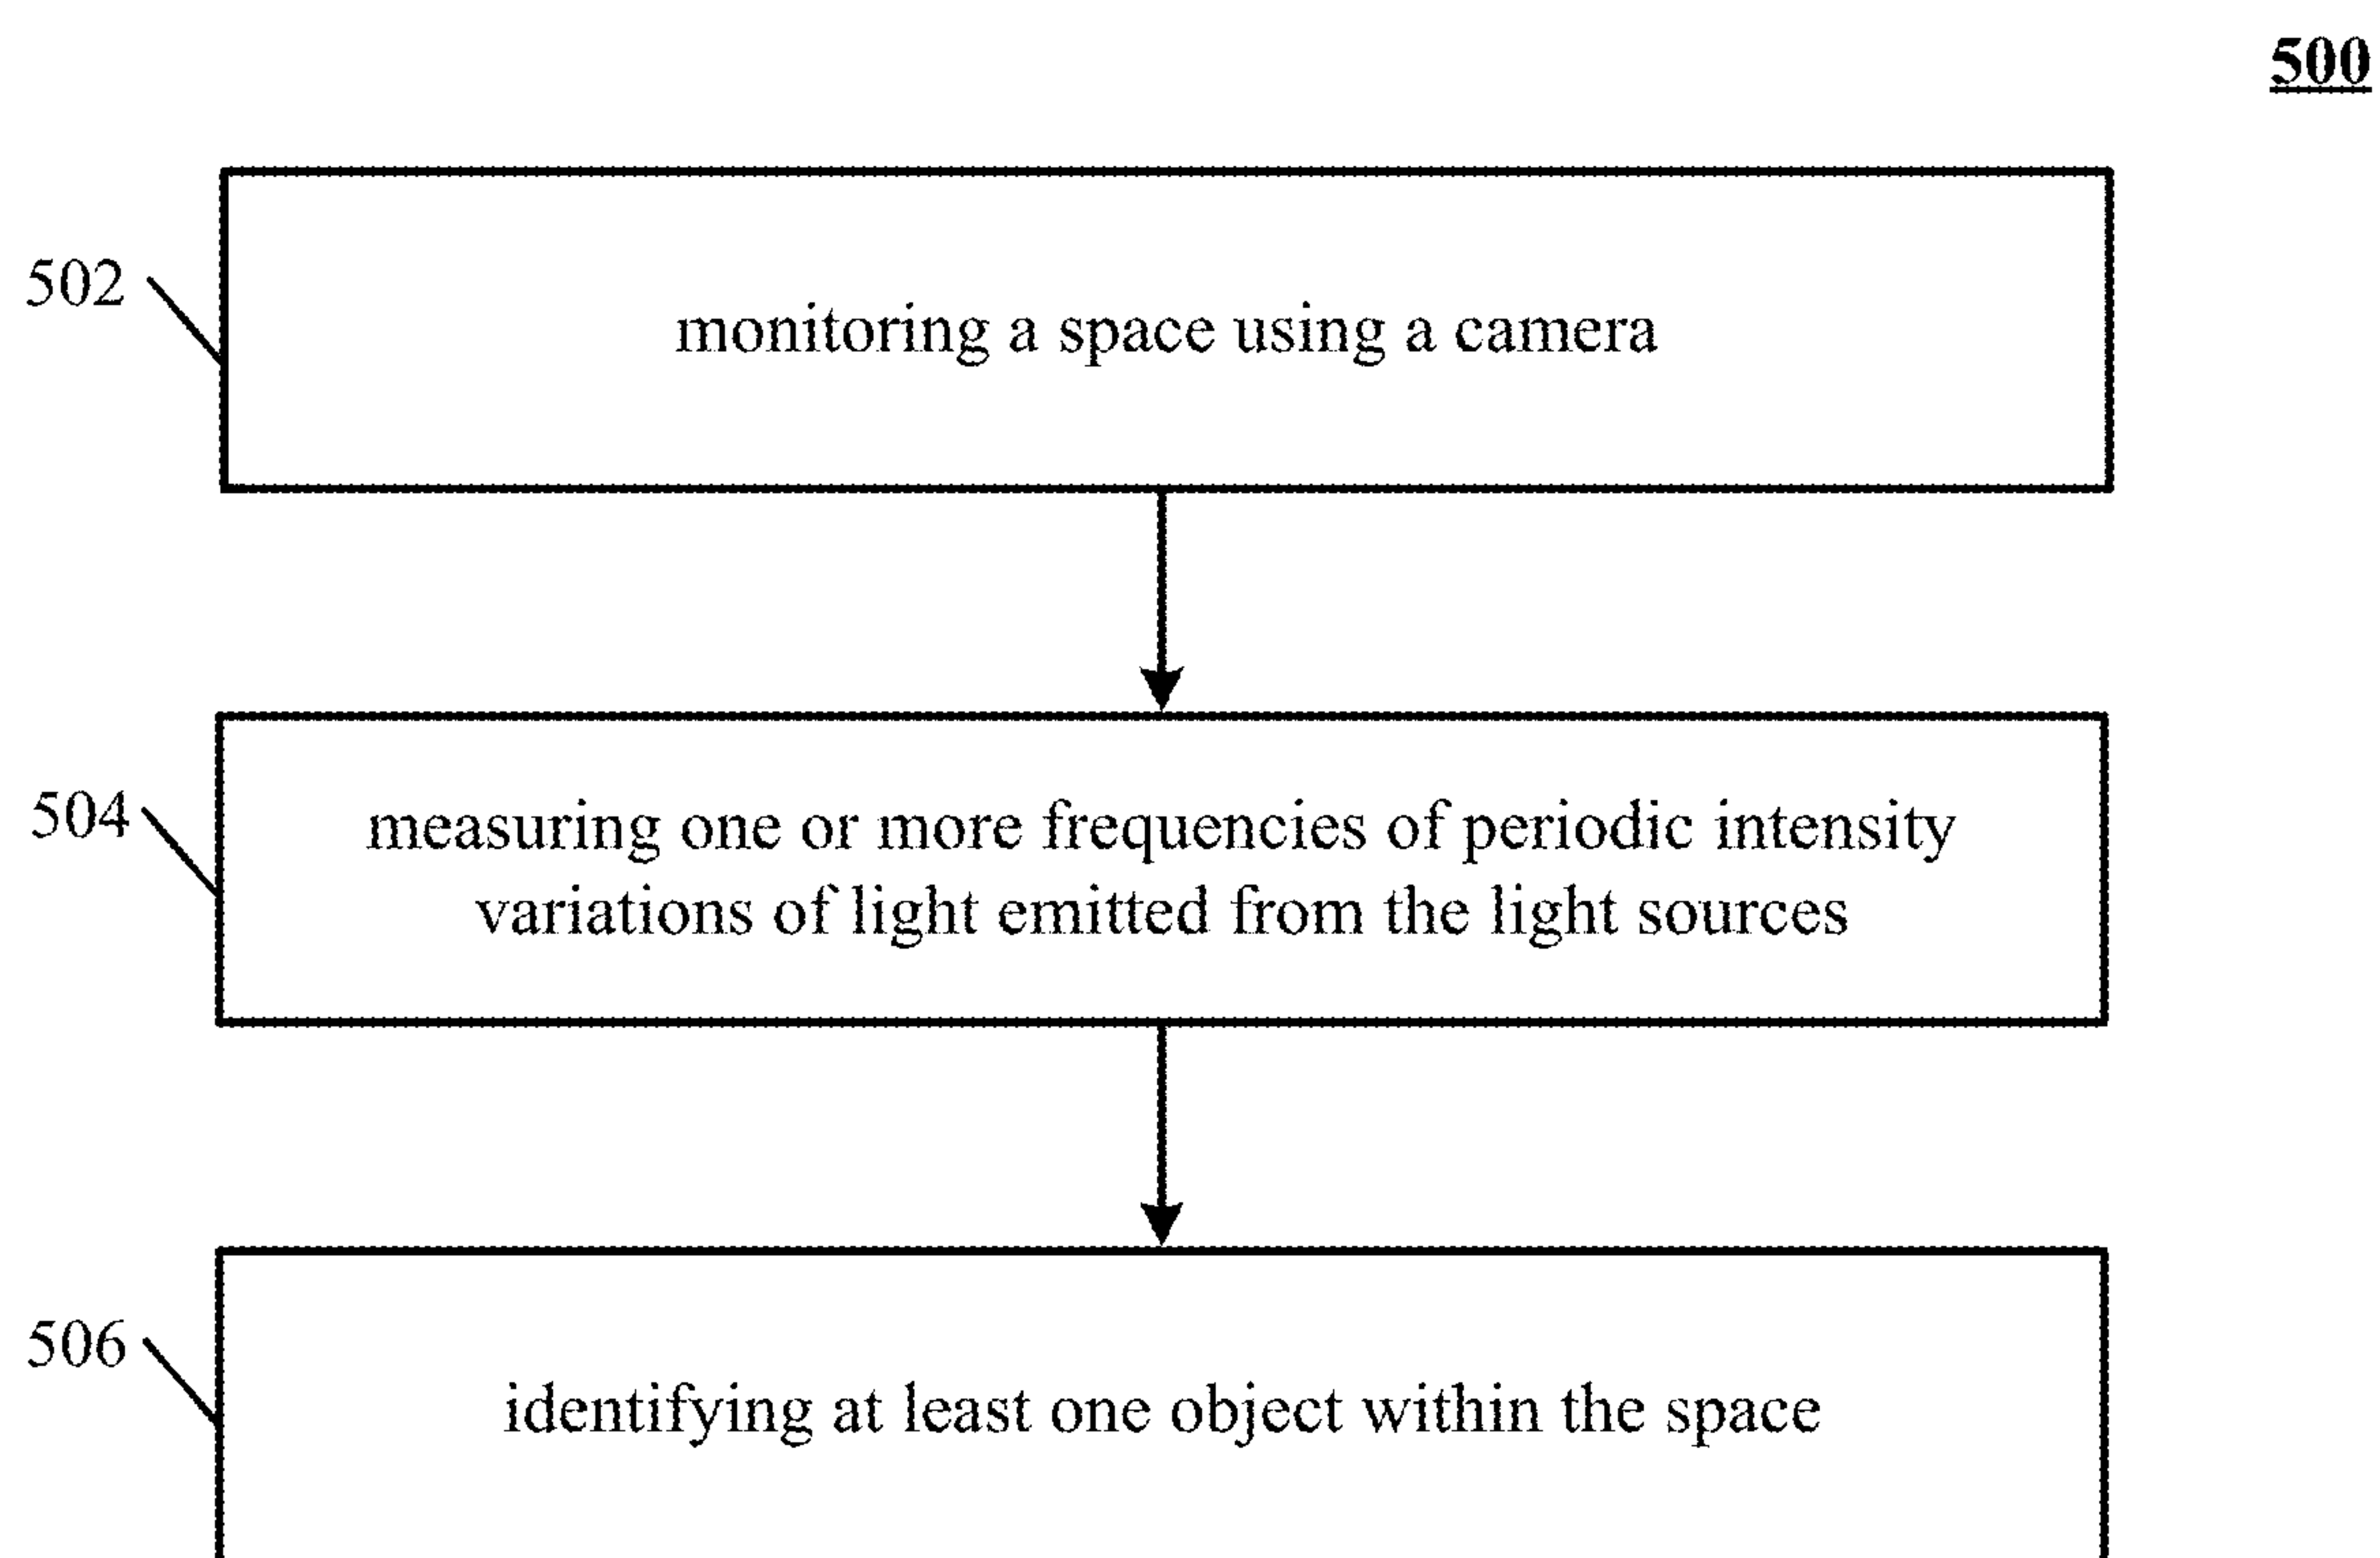 500
502
monitoring a space using a camera
504
measuring one or more frequencies of periodic intensity
variations of light emitted from the light sources
506
identifying at least one object within the space